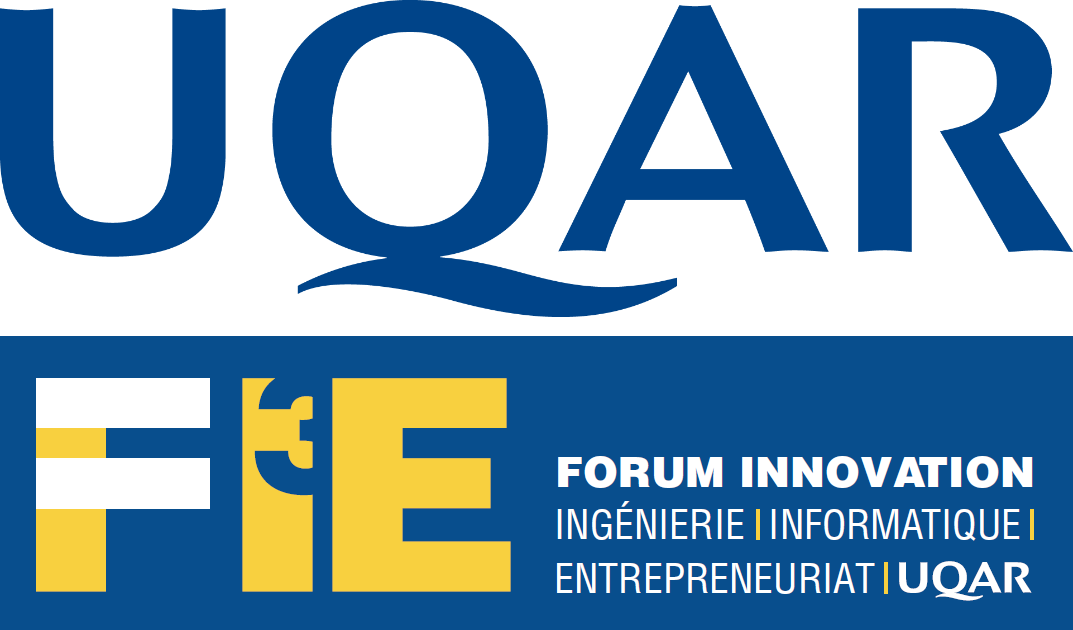 UQAR
FI3E
FORUM INNOVATION
INGÉNIERIE | INFORMATIQUE |
ENTREPRENEURIAT | UQAR